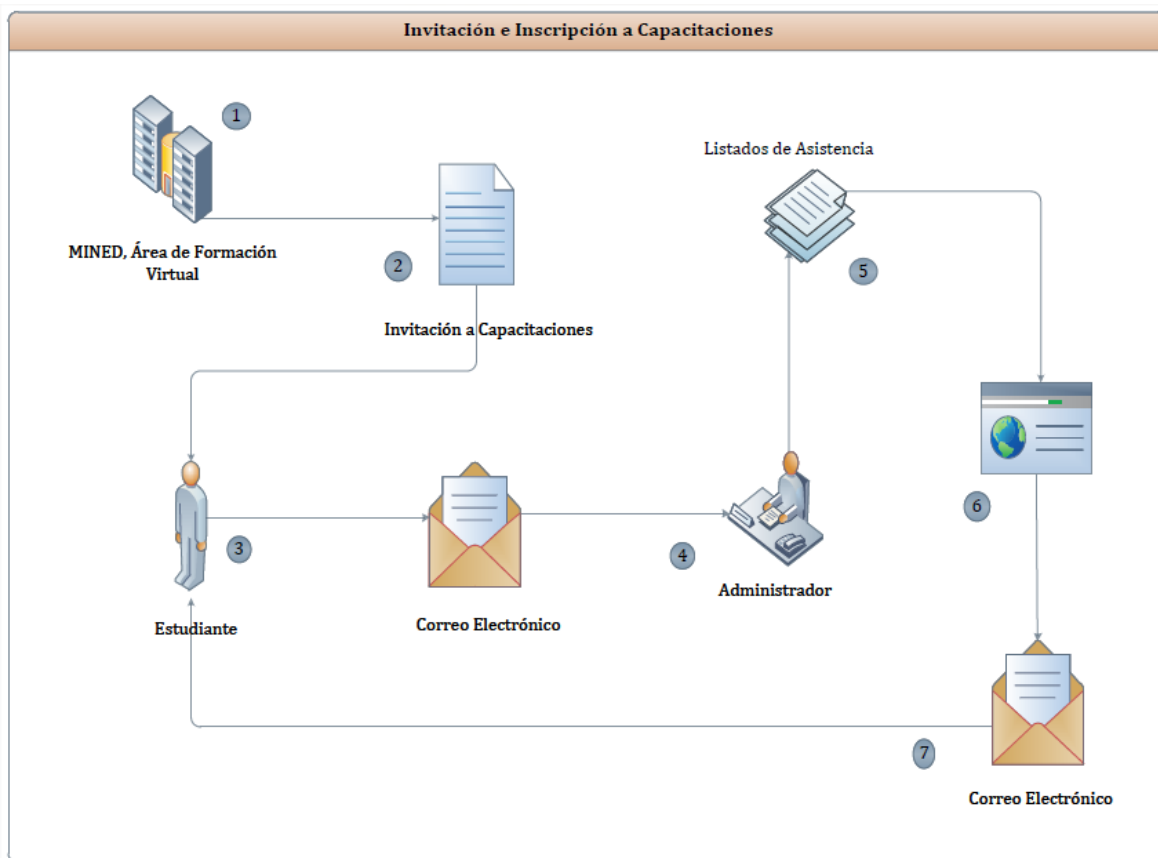 Invitación e Inscripción a Capacitaciones
1
Listados de Asistencia
MINED, Área de Formación
Virtual
2
5
Invitación a Capacitaciones
6
3
4
Administrador
Estudiante
Correo Electrónico
7
Correo Electrónico